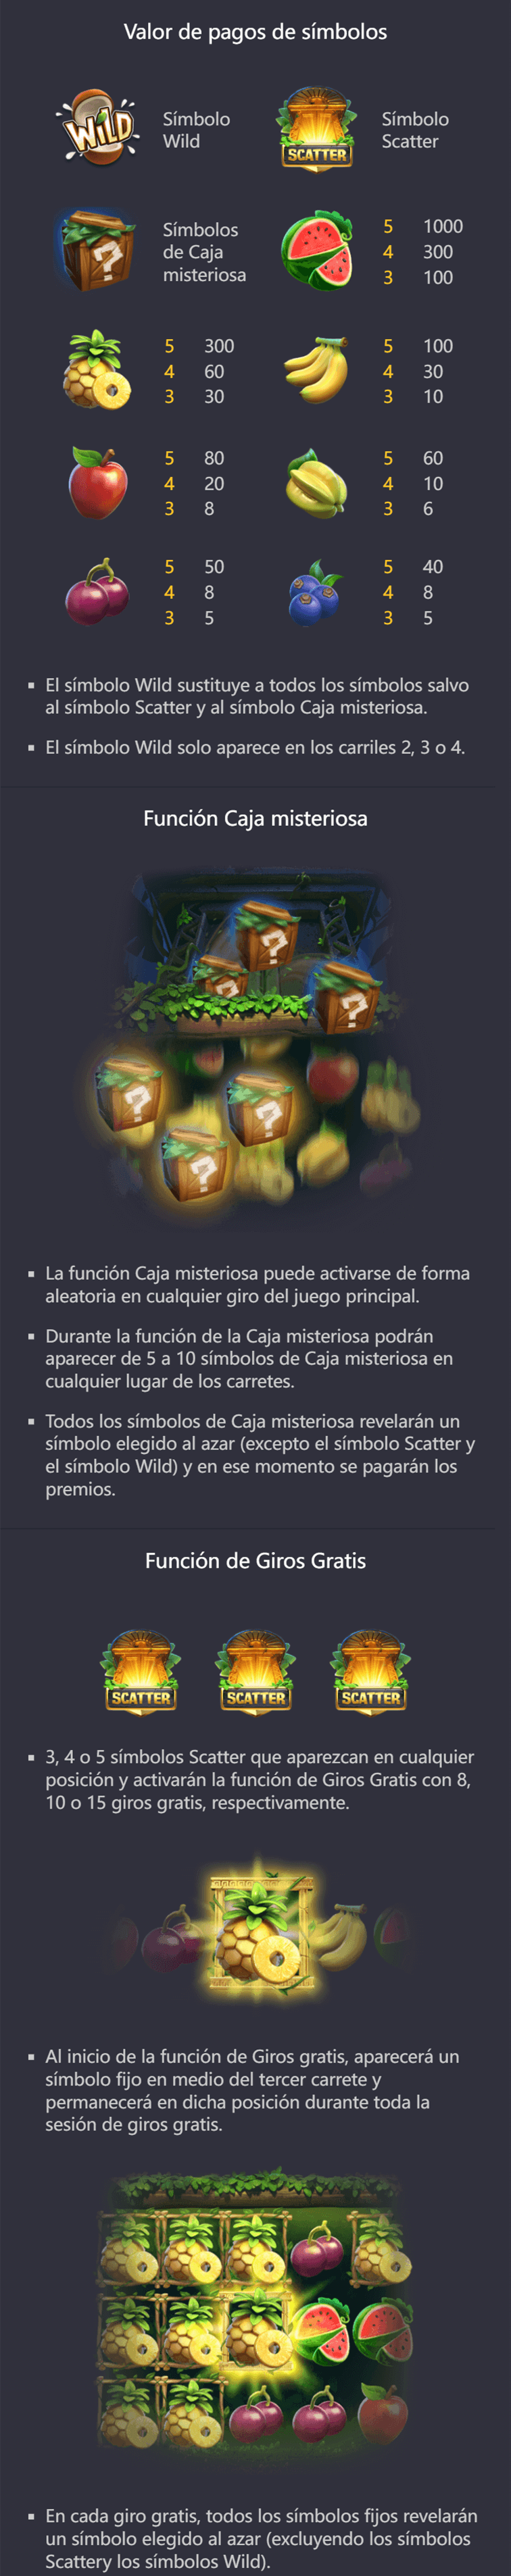 Valor de pagos de símbolos
WILD
Símbolo
Wild
SCATTER
Símbolo
Scatter
?
Símbolos
de Caja
misteriosa
5 1000
4 300
3 100
5 300
4 60
3 30
5 100
4 30
3 10
5 80
4 20
3 8
5 60
4 10
3 6
5 50
4 8
3 5
5 40
4 8
3 5
▪ El símbolo Wild sustituye a todos los símbolos salvo
al símbolo Scatter y al símbolo Caja misteriosa.
▪ El símbolo Wild solo aparece en los carriles 2, 3 o 4.
Función Caja misteriosa
?
?
?
?
?
?
▪ La función Caja misteriosa puede activarse de forma
aleatoria en cualquier giro del juego principal.
▪ Durante la función de la Caja misteriosa podrán
aparecer de 5 a 10 símbolos de Caja misteriosa en
cualquier lugar de los carretes.
▪ Todos los símbolos de Caja misteriosa revelarán un
símbolo elegido al azar (excepto el símbolo Scatter y
el símbolo Wild) y en ese momento se pagarán los
premios.
Función de Giros Gratis
SCATTER SCATTER SCATTER
▪ 3, 4 o 5 símbolos Scatter que aparezcan en cualquier
posición y activarán la función de Giros Gratis con 8,
10 o 15 giros gratis, respectivamente.
▪ Al inicio de la función de Giros gratis, aparecerá un
símbolo fijo en medio del tercer carrete y
permanecerá en dicha posición durante toda la
sesión de giros gratis.
▪ En cada giro gratis, todos los símbolos fijos revelarán
un símbolo elegido al azar (excluyendo los símbolos
Scattery los símbolos Wild).